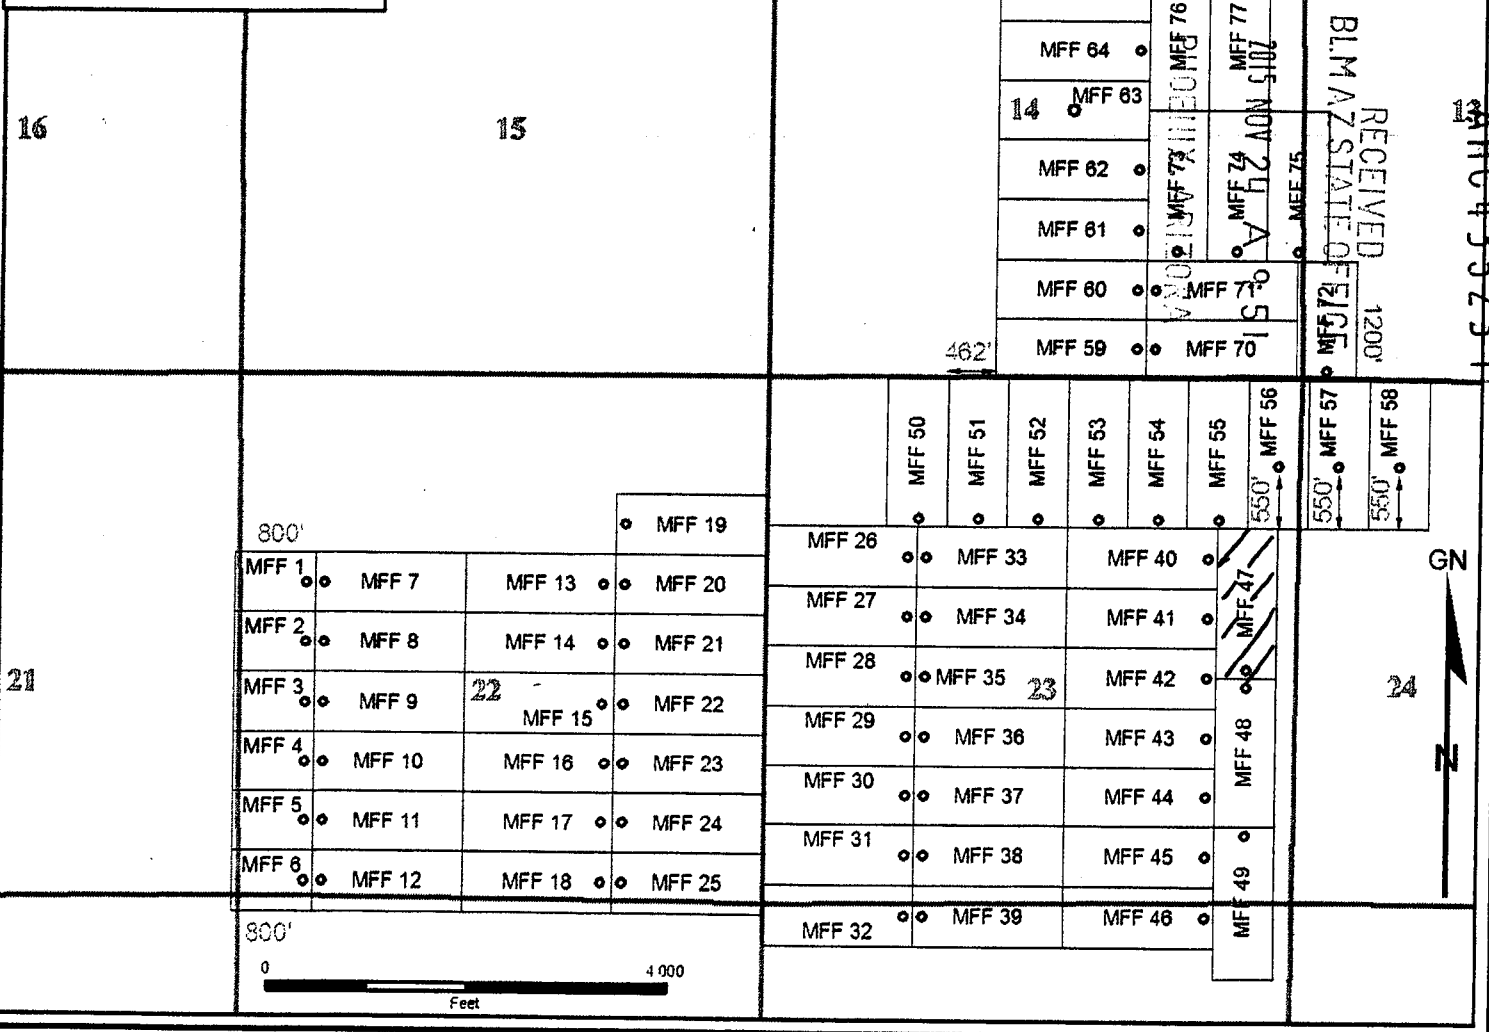 MFF 76
MFF 77
MFF 64
MFF 63
14
16
15
13
MFF 62
MFF 73
MFF 74
MFF 75
MFF 61
MFF 60
MFF 71
MFF 72
MFF 59
MFF 70
462'
1200'
RECEIVED
BLM AZ STATE OFFICE
2015 NOV 24 A 9:51
PHOENIX, ARIZONA
MFF 50
MFF 51
MFF 52
MFF 53
MFF 54
MFF 55
MFF 56
MFF 57
MFF 58
550'
550'
550'
800'
MFF 19
MFF 26
MFF 33
MFF 40
MFF 47
GN
MFF 1
MFF 7
MFF 13
MFF 20
MFF 27
MFF 34
MFF 41
MFF 2
MFF 8
MFF 14
MFF 21
MFF 28
MFF 35
MFF 42
21
22
23
24
MFF 3
MFF 9
MFF 15
MFF 22
MFF 29
MFF 36
MFF 43
MFF 48
N
MFF 4
MFF 10
MFF 16
MFF 23
MFF 30
MFF 37
MFF 44
MFF 5
MFF 11
MFF 17
MFF 24
MFF 31
MFF 38
MFF 45
MFF 49
MFF 6
MFF 12
MFF 18
MFF 25
MFF 32
MFF 39
MFF 46
800'
0
4 000
Feet